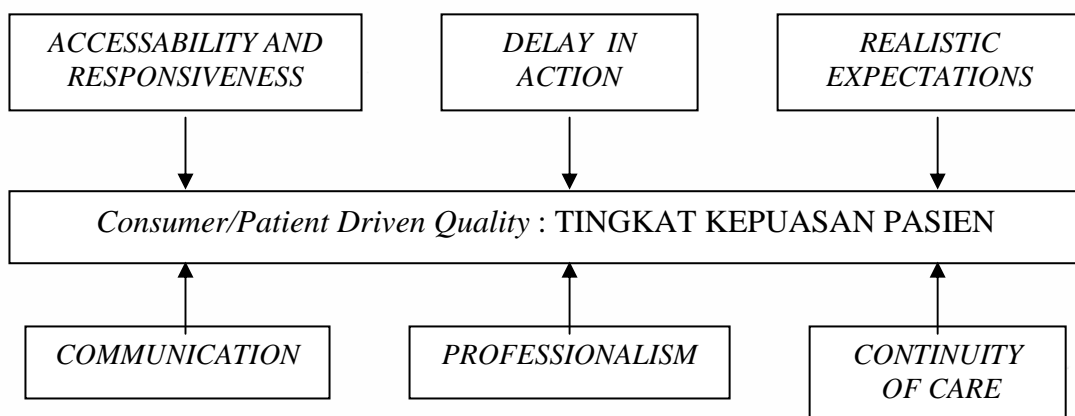 ACCESSABILITY AND
RESPONSIVENESS
DELAY IN
ACTION
REALISTIC
EXPECTATIONS
Consumer/Patient Driven Quality : TINGKAT KEPUASAN PASIEN
COMMUNICATION
PROFESSIONALISM
CONTINUITY
OF CARE